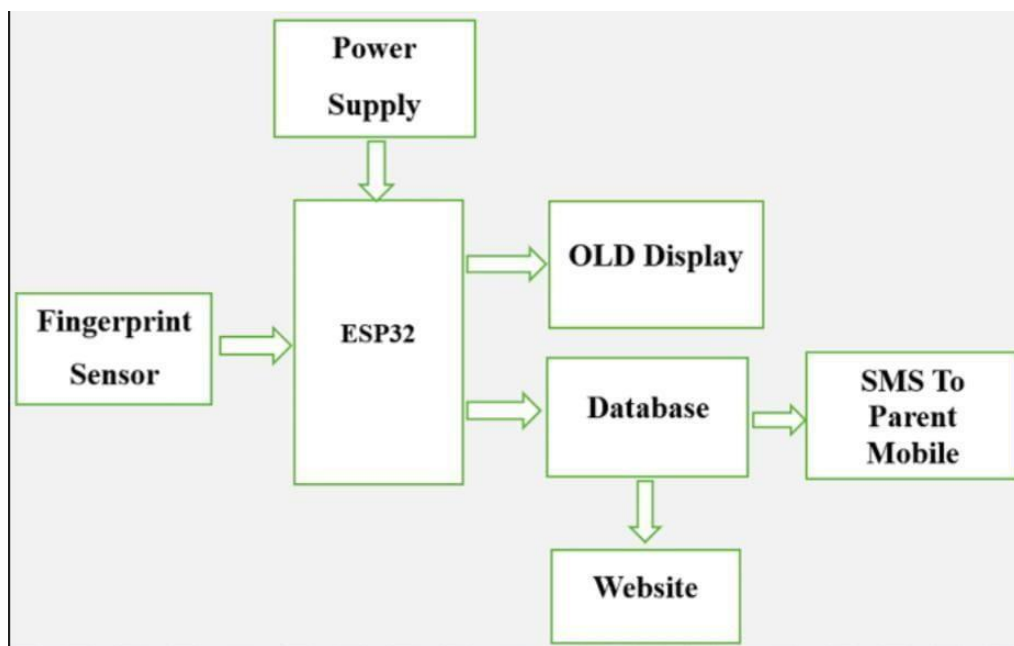 Power
Supply
OLD Display
Fingerprint
Sensor
ESP32
Database
SMS To
Parent
Mobile
Website